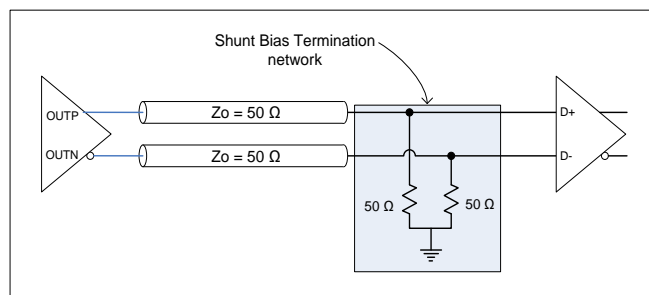 Shunt Bias Termination
network
OUTP
Zo = 50 Ω
D+
OUTN
Zo = 50 Ω
D-
50 Ω
50 Ω